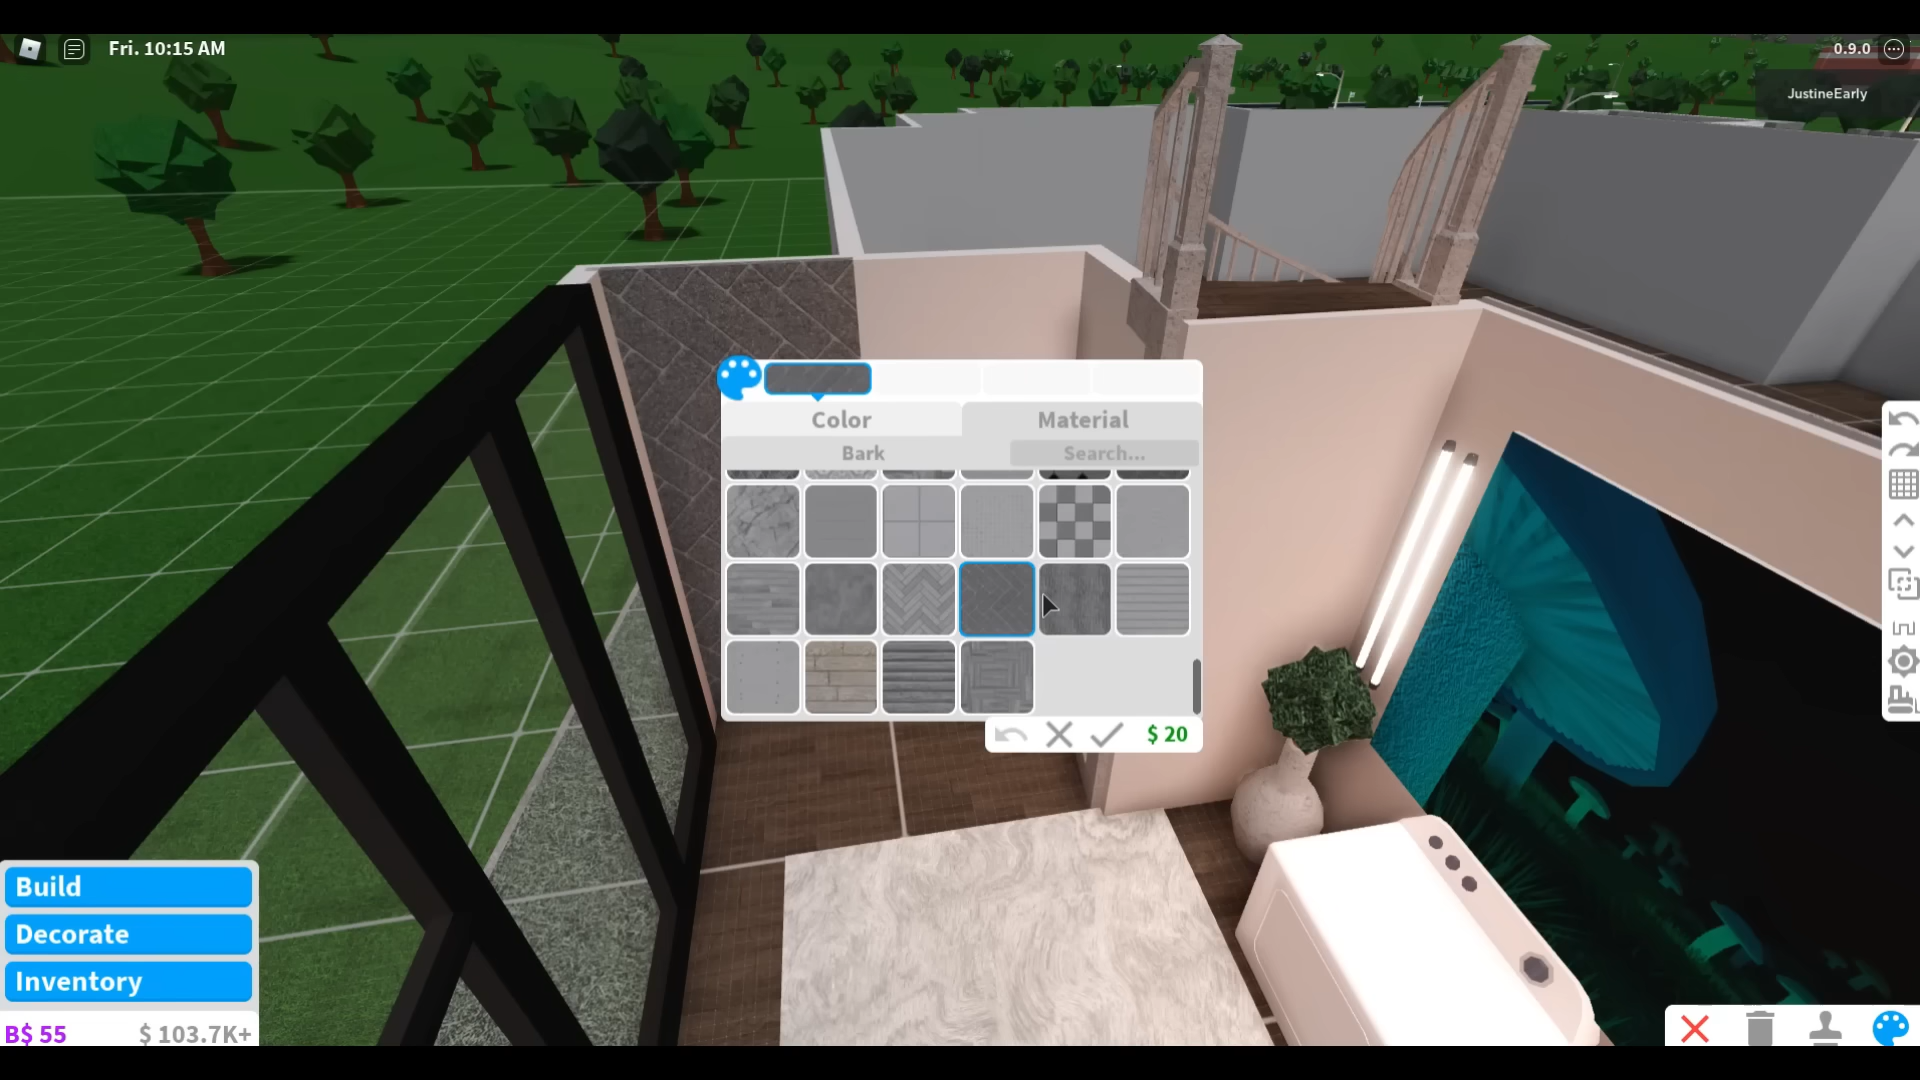 Fri. 10:15 AM
0.9.0
JustineEarly
Color
Material
Bark
Search...
$ 20
Build
Decorate
Inventory
B$ 55
$ 103.7K+